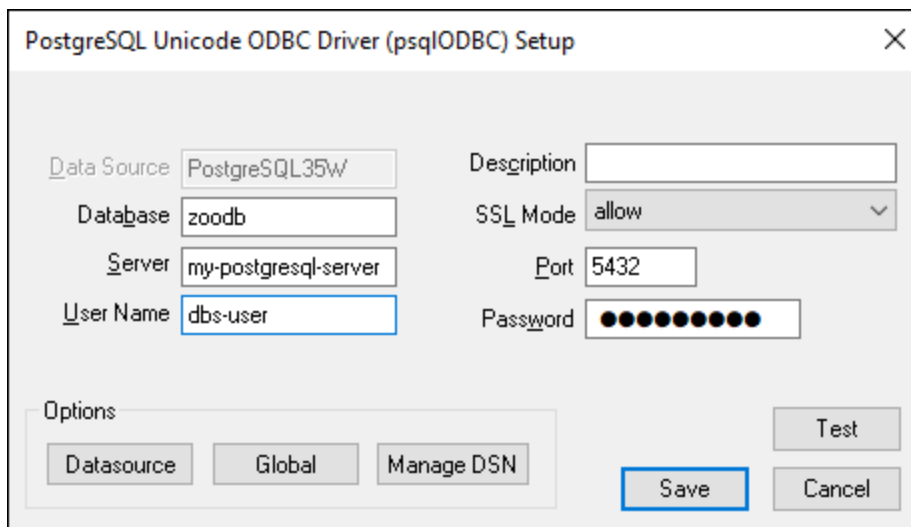 PostgreSQL Unicode ODBC Driver (psqlODBC) Setup
Data Source PostgreSQL35W
Description
Database zoodb
SSL Mode allow
Server my-postgresql-server
Port 5432
User Name dbs-user
Password ●●●●●●●●●
Options
Datasource Global Manage DSN
Test
Save Cancel